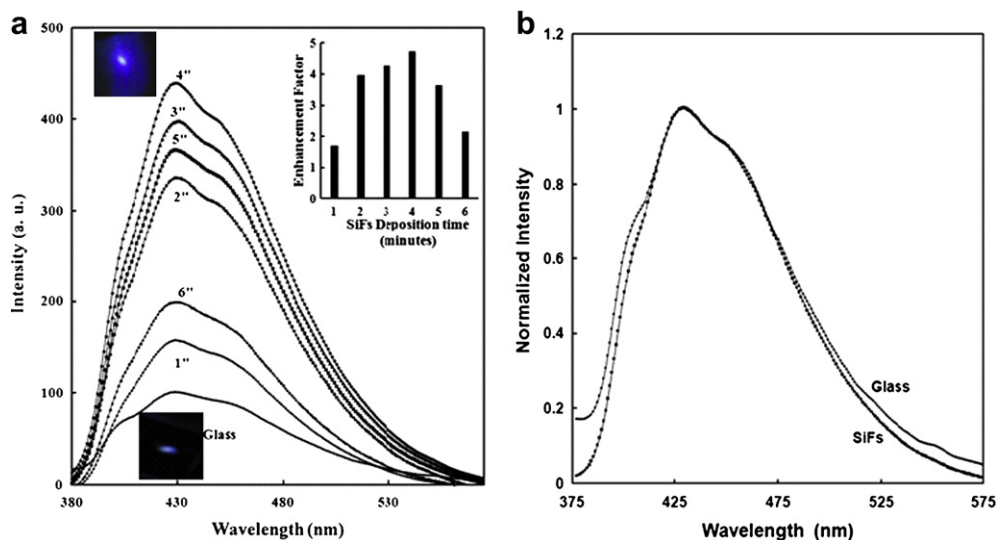 a
500
400
300
200
100
0
Intensity (a. u.)
4"
3"
5"
2"
6"
1"
Glass
380
430
480
530
Wavelength (nm)
5
4
3
2
1
0
Enhancement Factor
1 2 3 4 5 6
SiFs Deposition time
(minutes)
b
1.2
1
0.8
0.6
0.4
0.2
0
Normalized Intensity
Glass
SiFs
375 425 475 525 575
Wavelength (nm)